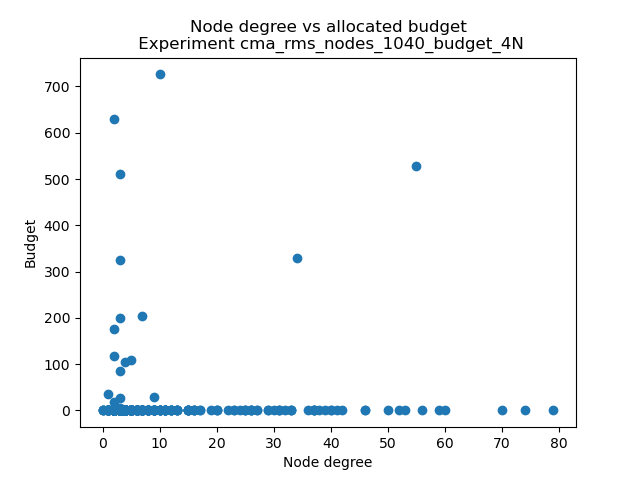 Node degree vs allocated budget
Experiment cma_rms_nodes_1040_budget_4N
700
600
500
400
300
200
100
0
Budget
0 10 20 30 40 50 60 70 80
Node degree